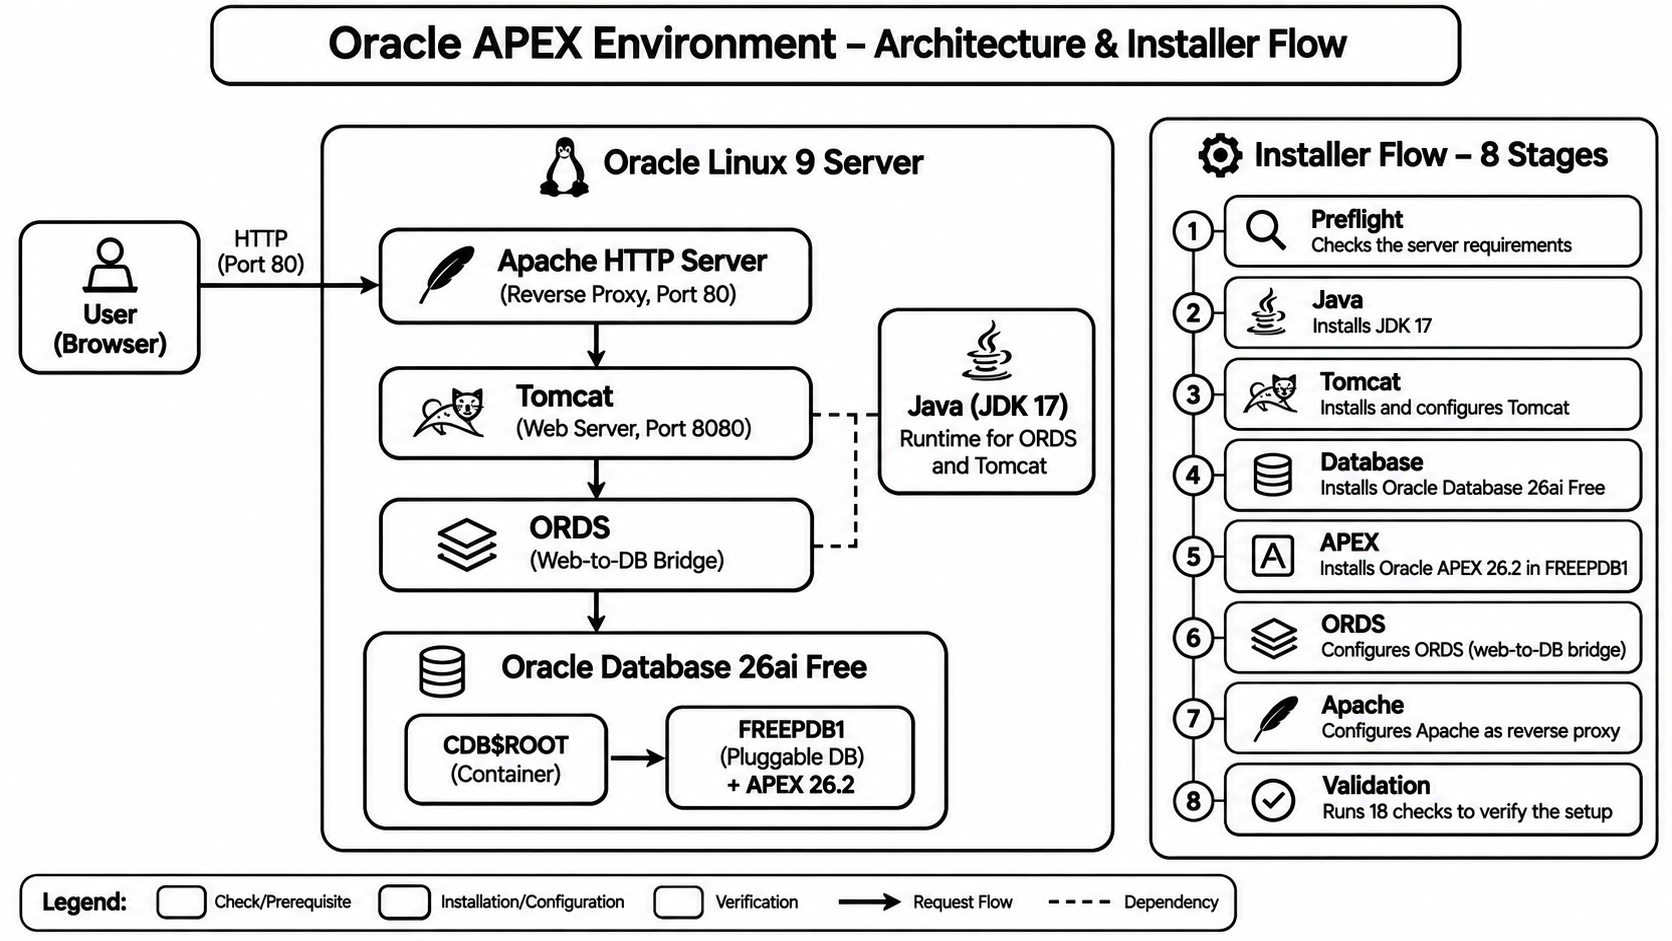 Oracle APEX Environment – Architecture & Installer Flow
Oracle Linux 9 Server
User
(Browser)
HTTP
(Port 80)
Apache HTTP Server
(Reverse Proxy, Port 80)
Tomcat
(Web Server, Port 8080)
Java (JDK 17)
Runtime for ORDS
and Tomcat
ORDS
(Web-to-DB Bridge)
Oracle Database 26ai Free
CDB$ROOT
(Container)
FREEPDB1
(Pluggable DB)
+ APEX 26.2
Installer Flow – 8 Stages
1
Preflight
Checks the server requirements
2
Java
Installs JDK 17
3
Tomcat
Installs and configures Tomcat
4
Database
Installs Oracle Database 26ai Free
5
A
APEX
Installs Oracle APEX 26.2 in FREEPDB1
6
ORDS
Configures ORDS (web-to-DB bridge)
7
Apache
Configures Apache as reverse proxy
8
Validation
Runs 18 checks to verify the setup
Legend:
Check/Prerequisite
Installation/Configuration
Verification
Request Flow
Dependency